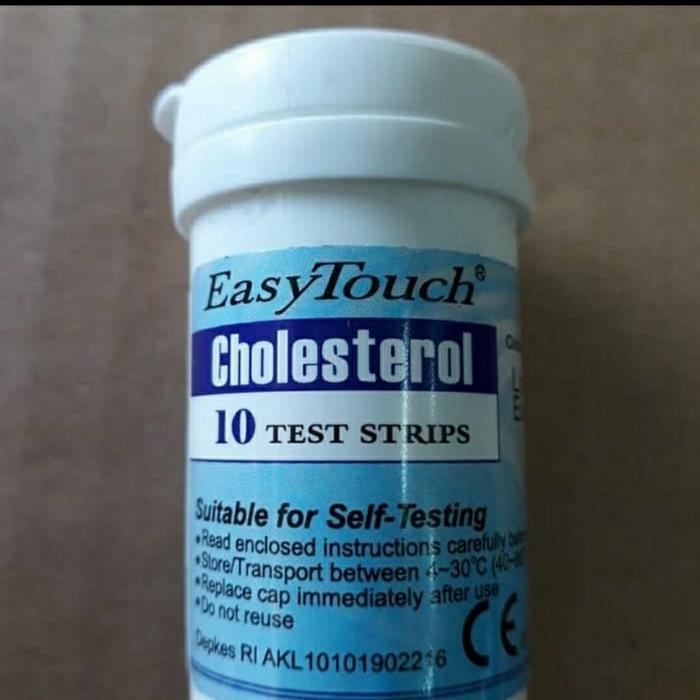 EasyTouch®
Cholesterol
10 TEST STRIPS
Suitable for Self-Testing
•Read enclosed instructions carefully
•Store/Transport between 4~30°C
•Replace cap immediately after use
•Do not reuse
Depkes RI AKL10101902216
CE